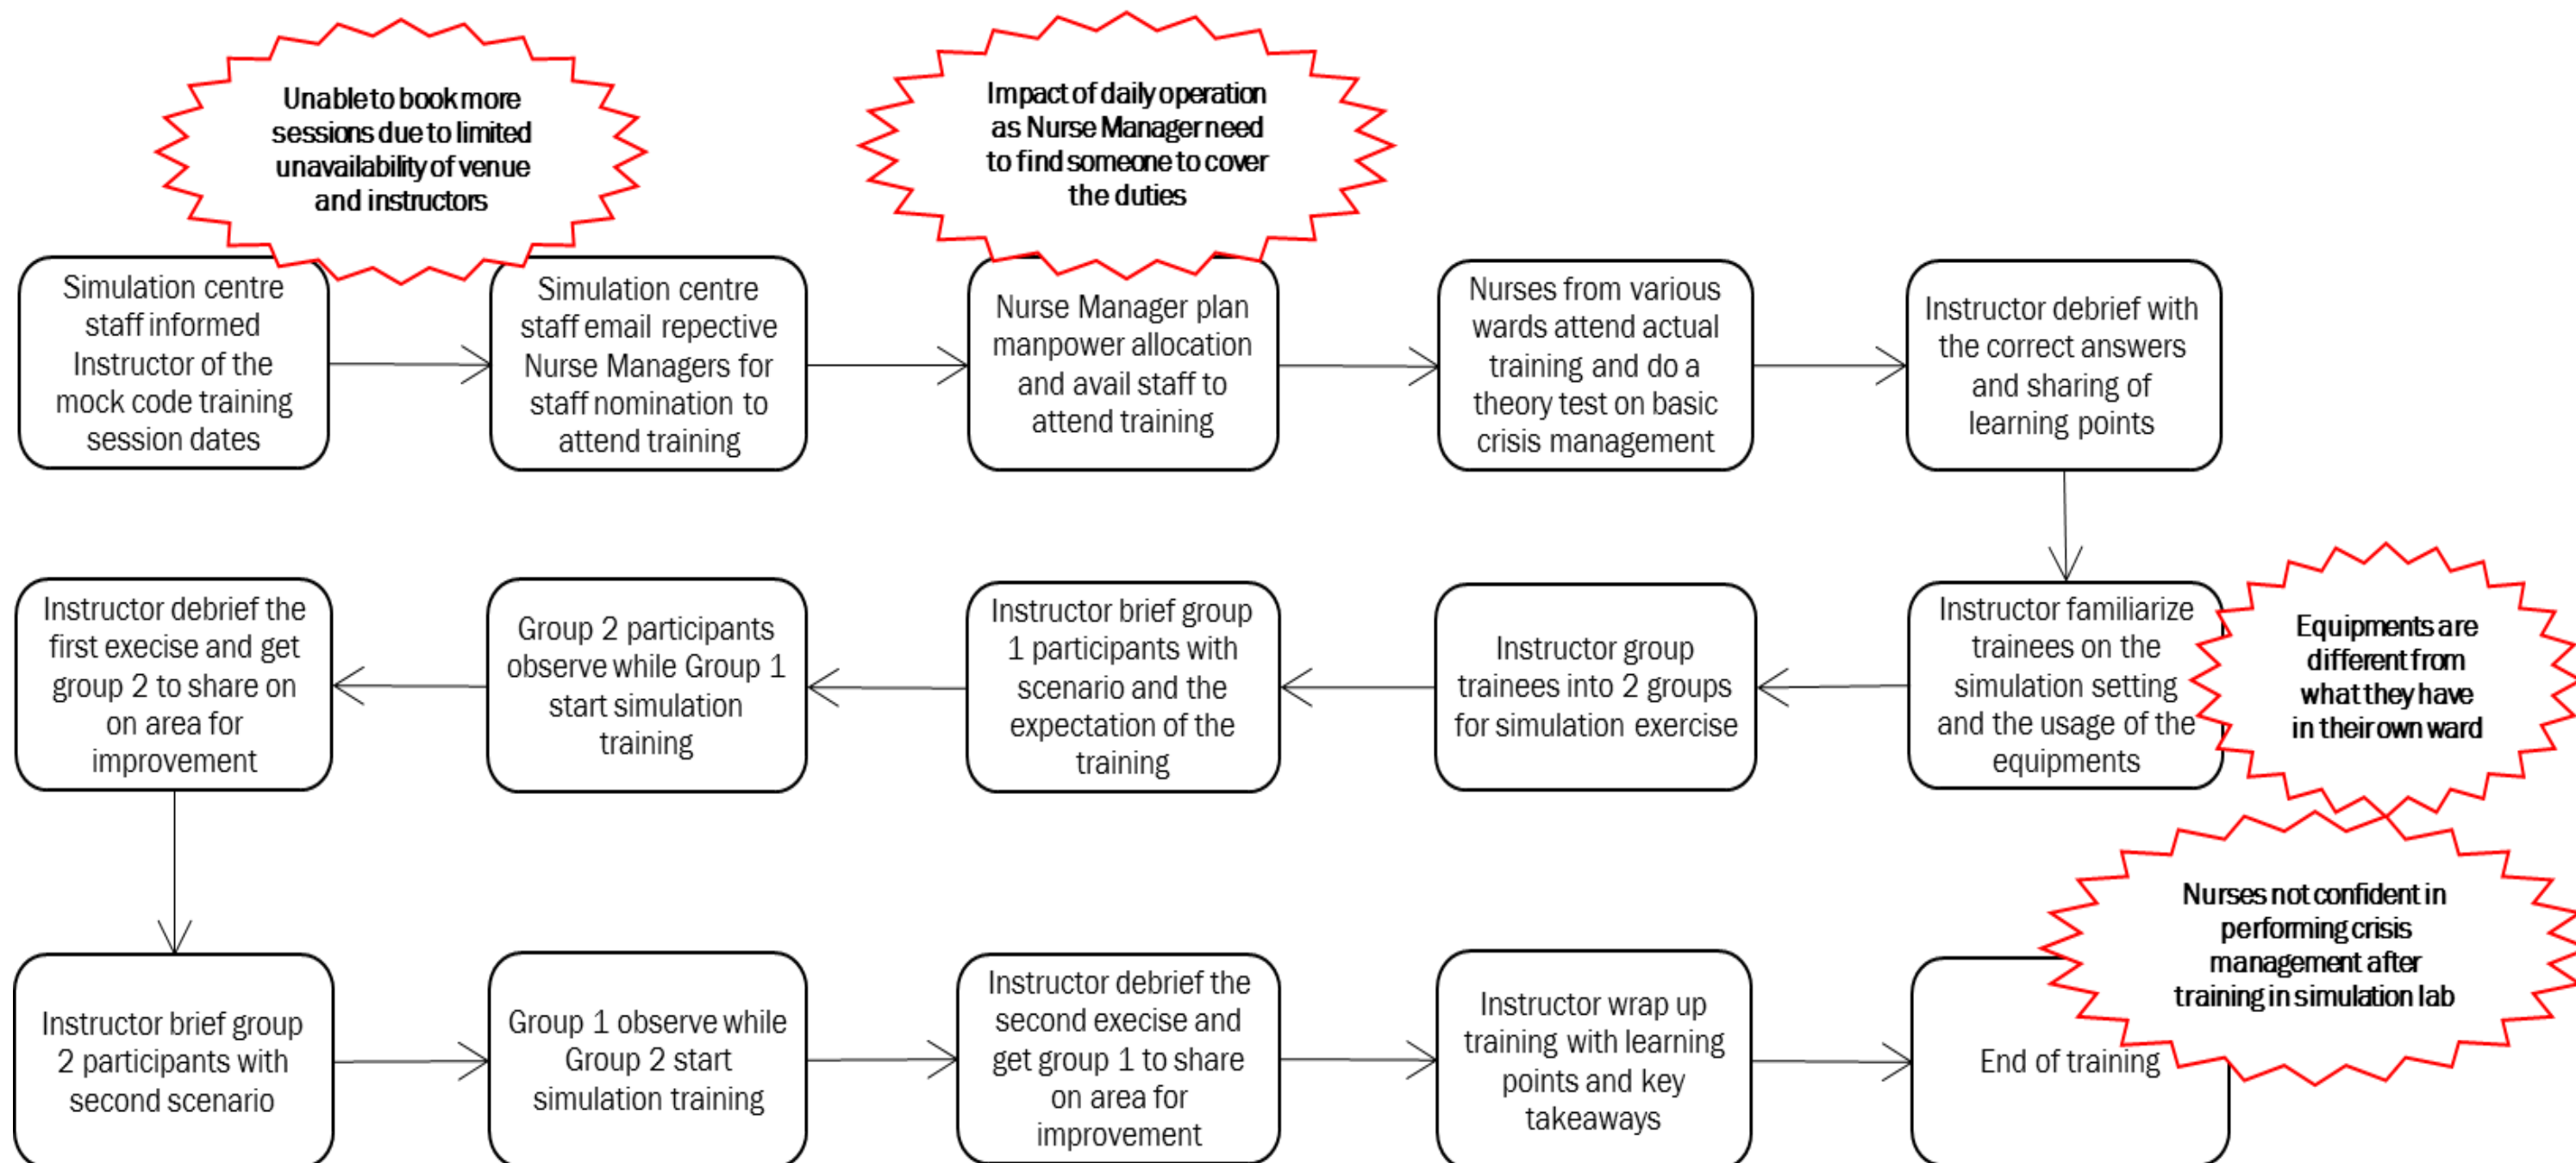 Unable to book more
sessions due to limited
unavailability of venue
and instructors
Impact of daily operation
as Nurse Manager need
to find someone to cover
the duties
Simulation centre
staff informed
Instructor of the
mock code training
session dates
Simulation centre
staff email repective
Nurse Managers for
staff nomination to
attend training
Nurse Manager plan
manpower allocation
and avail staff to
attend training
Nurses from various
wards attend actual
training and do a
theory test on basic
crisis management
Instructor debrief with
the correct answers
and sharing of
learning points
Instructor familiarize
trainees on the
simulation setting
and the usage of the
equipments
Equipments are
different from
what they have
in their own ward
Instructor group
trainees into 2 groups
for simulation exercise
Instructor brief group
1 participants with
scenario and the
expectation of the
training
Group 2 participants
observe while Group 1
start simulation
training
Instructor debrief the
first execise and get
group 2 to share on
on area for
improvement
Instructor brief group
2 participants with
second scenario
Group 1 observe while
Group 2 start
simulation training
Instructor debrief the
second execise and
get group 1 to share
on area for
improvement
Instructor wrap up
training with learning
points and key
takeaways
End of training
Nurses not confident in
performing crisis
management after
training in simulation lab